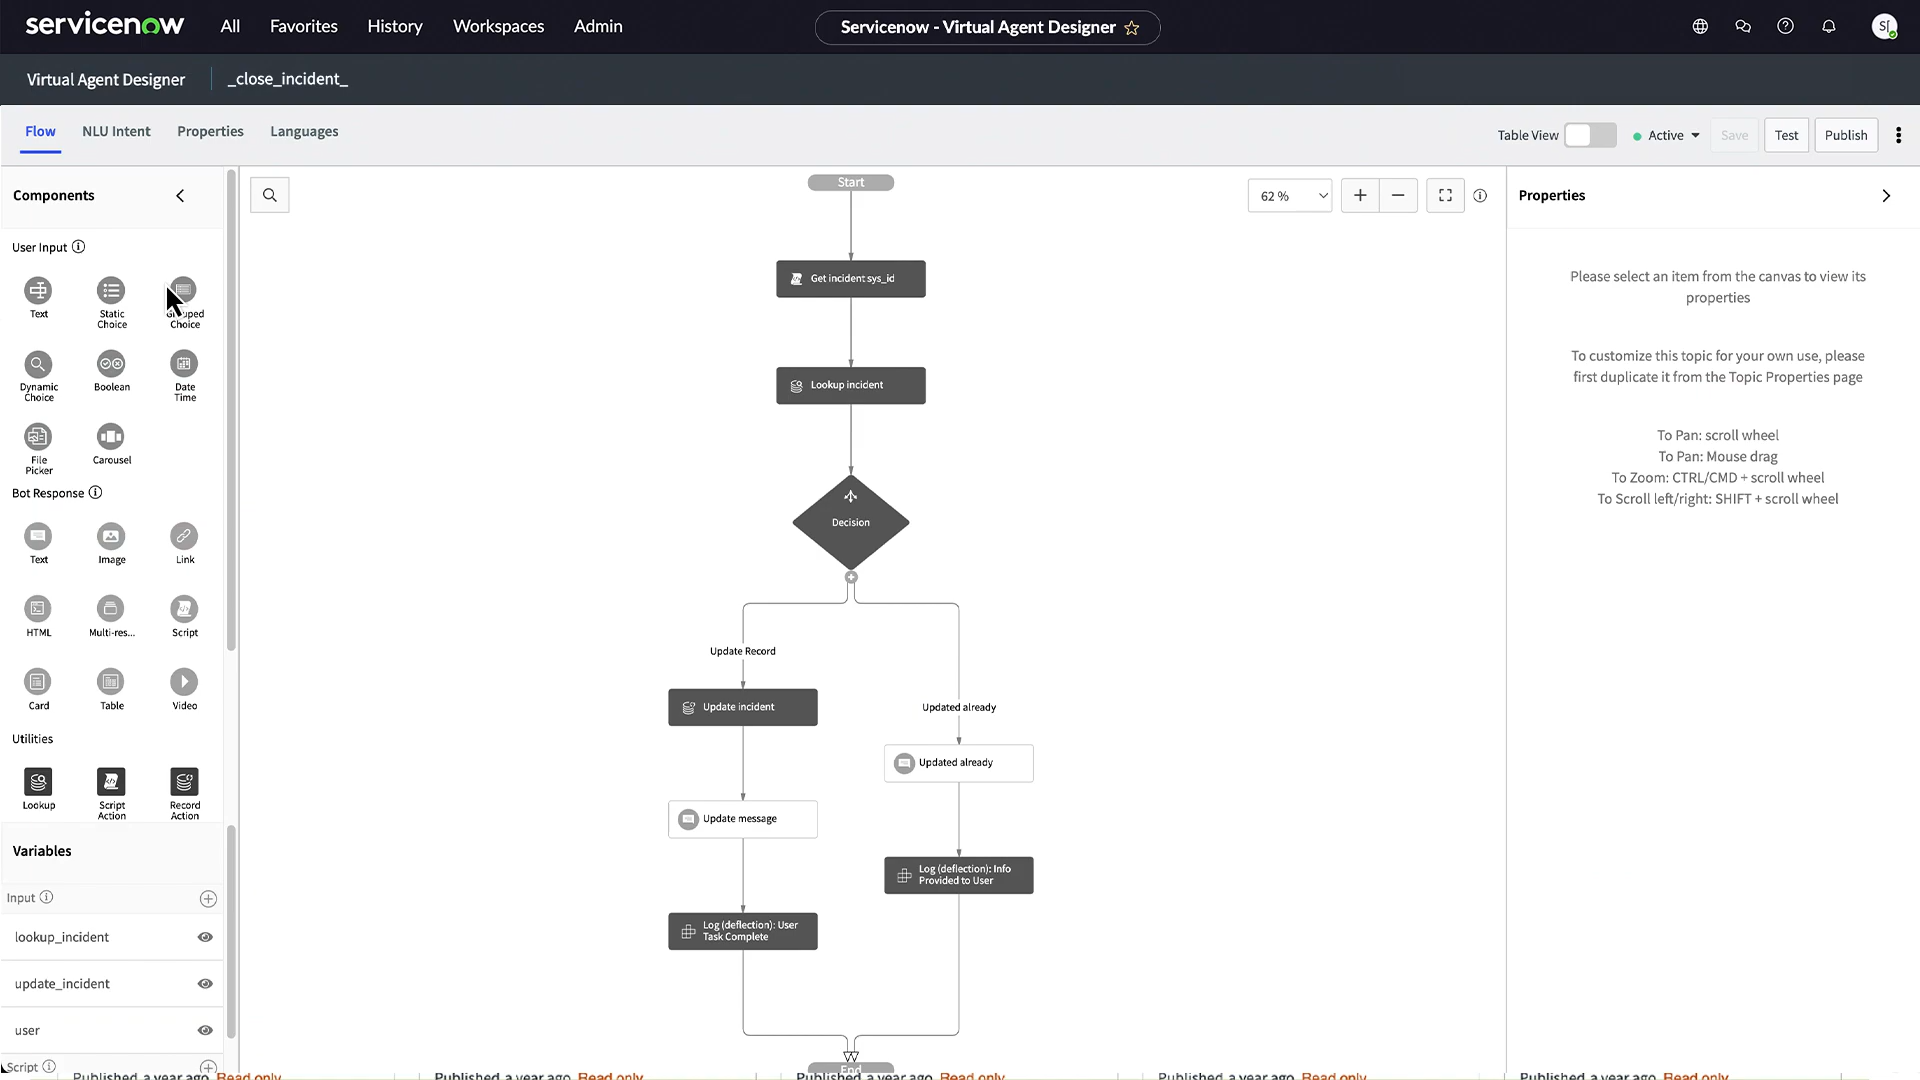 servicenow All Favorites History Workspaces Admin Servicenow - Virtual Agent Designer S[
Virtual Agent Designer _close_incident_
Flow NLU Intent Properties Languages Table View Active Save Test Publish
Components
User Input
Text Static Choice Grouped Choice
Dynamic Choice Boolean Date Time
File Picker Carousel
Bot Response
Text Image Link
HTML Multi-res... Script
Card Table Video
Utilities
Lookup Script Action Record Action
Variables
Input
lookup_incident
update_incident
user
Script
62 %
Start
Get incident sys_id
Lookup incident
Decision
Update Record
Update incident
Updated already
Updated already
Update message
Log (deflection): Info
Provided to User
Log (deflection): User
Task Complete
End
Properties
Please select an item from the canvas to view its
properties
To customize this topic for your own use, please
first duplicate it from the Topic Properties page
To Pan: scroll wheel
To Pan: Mouse drag
To Zoom: CTRL/CMD + scroll wheel
To Scroll left/right: SHIFT + scroll wheel
Published a year ago Read only Published a year ago Read only Published a year ago Read only Published a year ago Read only Published a year ago Read only